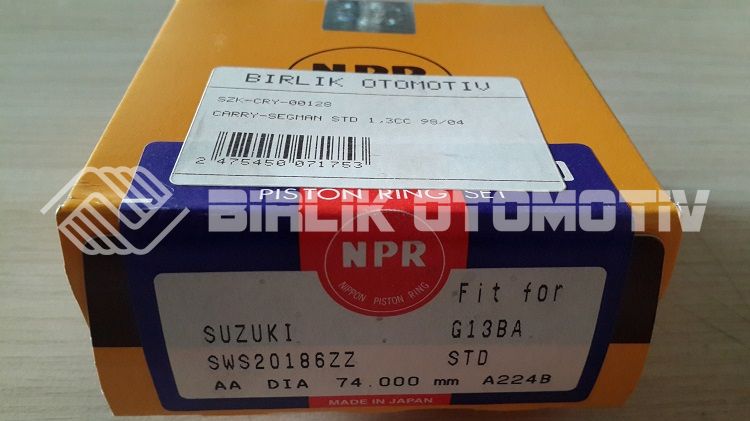 NPR
BIRLIK OTOMOTIV
SZK-CRY-00128
CARRY-SEGMAN STD 1,3CC 98/04
2 475450 071753
PISTON RING SET
BIRLIK OTOMOTIV
NPR
NIPPON PISTON RING
Fit for
SUZUKI G13BA
SWS20186ZZ STD
AA DIA 74.000 mm A224B
MADE IN JAPAN